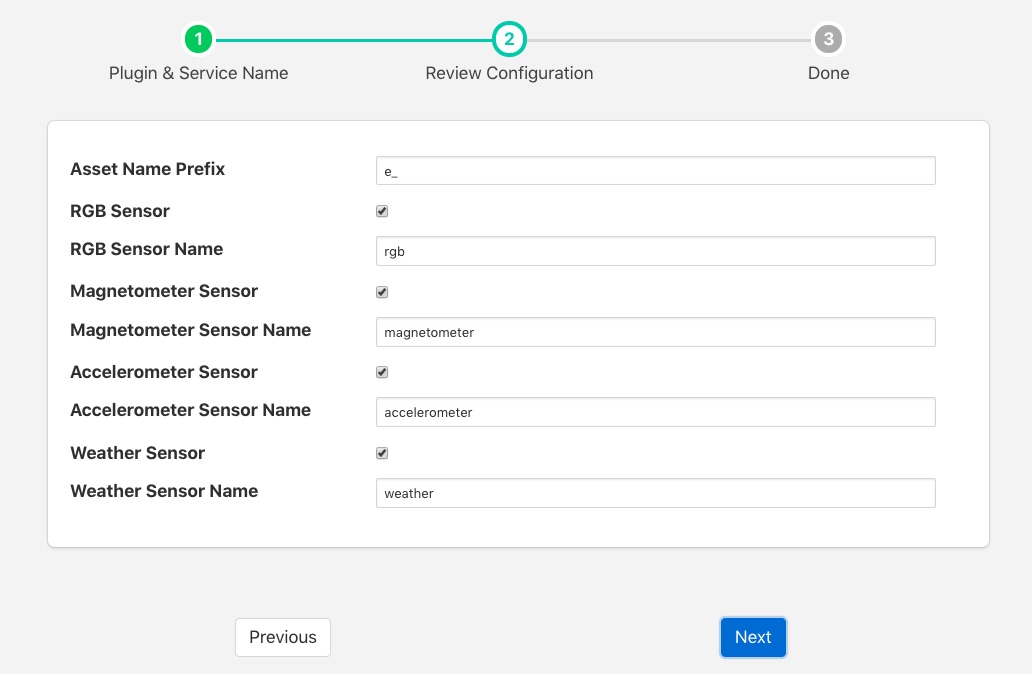 1 2 3
Plugin & Service Name Review Configuration Done
Asset Name Prefix e_
RGB Sensor
RGB Sensor Name rgb
Magnetometer Sensor
Magnetometer Sensor Name magnetometer
Accelerometer Sensor
Accelerometer Sensor Name accelerometer
Weather Sensor
Weather Sensor Name weather
Previous Next